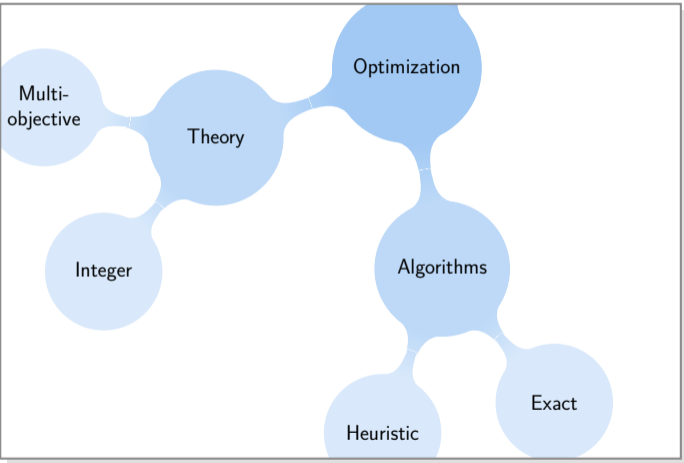 Optimization
Multi-
objective
Theory
Integer
Algorithms
Exact
Heuristic